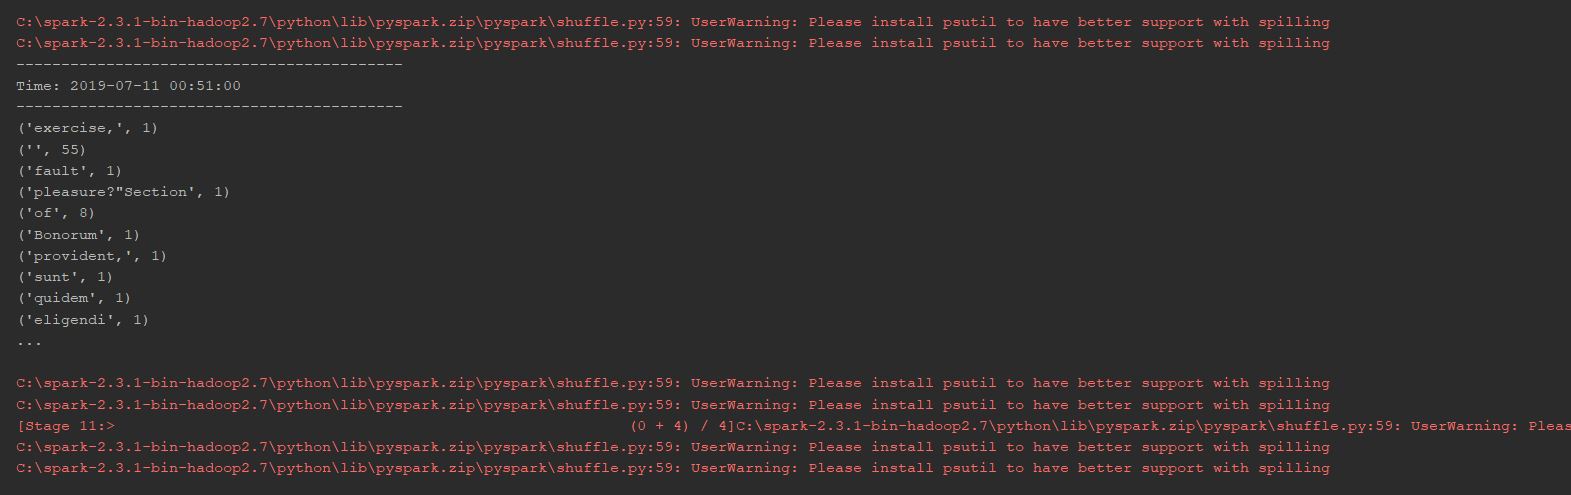 C:\spark-2.3.1-bin-hadoop2.7\python\lib\pyspark.zip\pyspark\shuffle.py:59: UserWarning: Please install psutil to have better support with spilling
C:\spark-2.3.1-bin-hadoop2.7\python\lib\pyspark.zip\pyspark\shuffle.py:59: UserWarning: Please install psutil to have better support with spilling
-------------------------------------------
Time: 2019-07-11 00:51:00
-------------------------------------------
('exercise,', 1)
('', 55)
('fault', 1)
('pleasure?"Section', 1)
('of', 8)
('Bonorum', 1)
('provident,', 1)
('sunt', 1)
('quidem', 1)
('eligendi', 1)
...
C:\spark-2.3.1-bin-hadoop2.7\python\lib\pyspark.zip\pyspark\shuffle.py:59: UserWarning: Please install psutil to have better support with spilling
C:\spark-2.3.1-bin-hadoop2.7\python\lib\pyspark.zip\pyspark\shuffle.py:59: UserWarning: Please install psutil to have better support with spilling
[Stage 11:>                                                         (0 + 4) / 4]C:\spark-2.3.1-bin-hadoop2.7\python\lib\pyspark.zip\pyspark\shuffle.py:59: UserWarning: Pleas
C:\spark-2.3.1-bin-hadoop2.7\python\lib\pyspark.zip\pyspark\shuffle.py:59: UserWarning: Please install psutil to have better support with spilling
C:\spark-2.3.1-bin-hadoop2.7\python\lib\pyspark.zip\pyspark\shuffle.py:59: UserWarning: Please install psutil to have better support with spilling